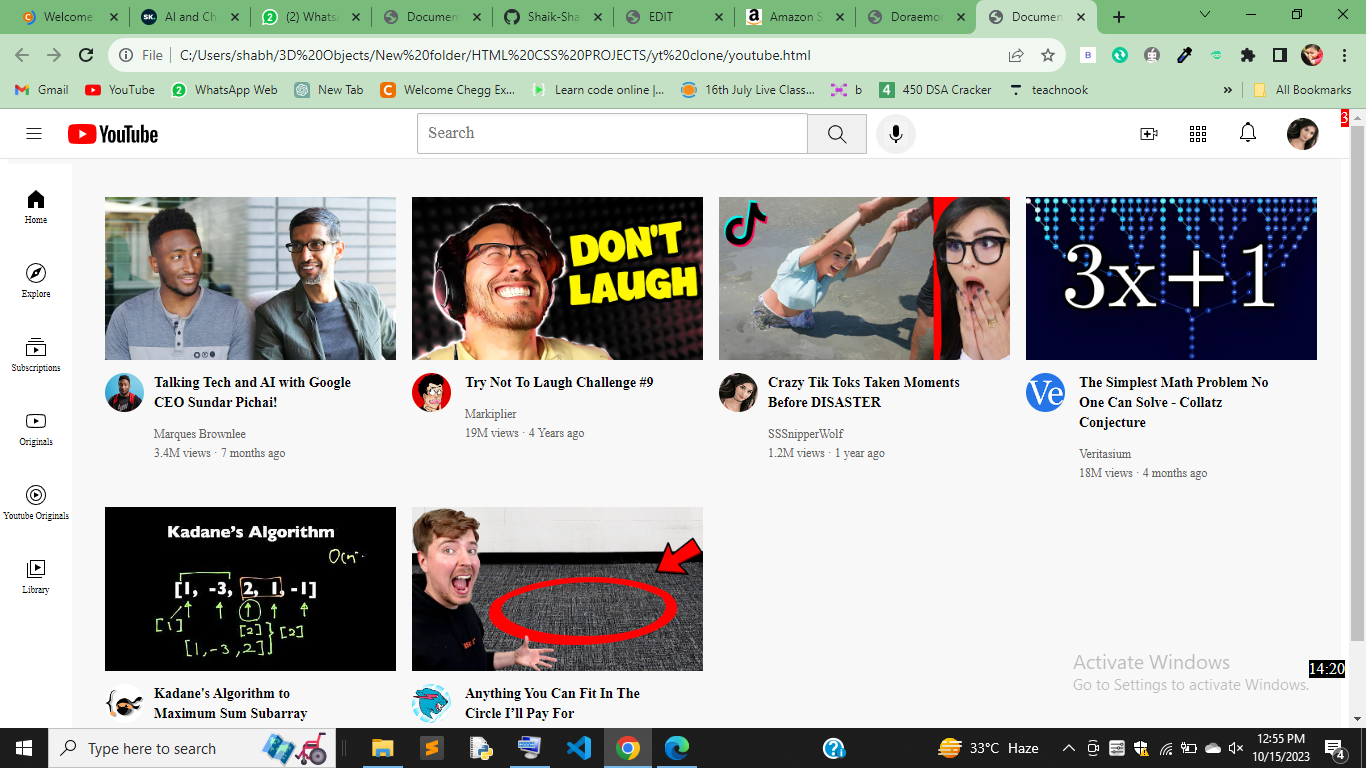 Welcome
AI and Ch
(2) Whats
Documen
Shaik-Sha
EDIT
Amazon S
Doraemon
Documen
File
C:/Users/shabh/3D%20Objects/New%20folder/HTML%20CSS%20PROJECTS/yt%20clone/youtube.html
Gmail
YouTube
WhatsApp Web
New Tab
Welcome Chegg Ex...
Learn code online |...
16th July Live Class...
b
450 DSA Cracker
teachnook
»
All Bookmarks
YouTube
Search
3
Home
Explore
Subscriptions
Originals
Youtube Originals
Library
DON'T
LAUGH
3x+1
Talking Tech and AI with Google
CEO Sundar Pichai!
Marques Brownlee
3.4M views · 7 months ago
Try Not To Laugh Challenge #9
Markiplier
19M views · 4 Years ago
Crazy Tik Toks Taken Moments
Before DISASTER
SSSnipperWolf
1.2M views · 1 year ago
Ve
The Simplest Math Problem No
One Can Solve - Collatz
Conjecture
Veritasium
18M views · 4 months ago
Kadane's Algorithm
[1, -3, 2, 1, -1]
[1]
[2]
[2]
[1, -3, 2]
Kadane's Algorithm to
Maximum Sum Subarray
Anything You Can Fit In The
Circle I'll Pay For
Activate Windows
Go to Settings to activate Windows.
14:20
Type here to search
33°C Haze
12:55 PM
10/15/2023
4